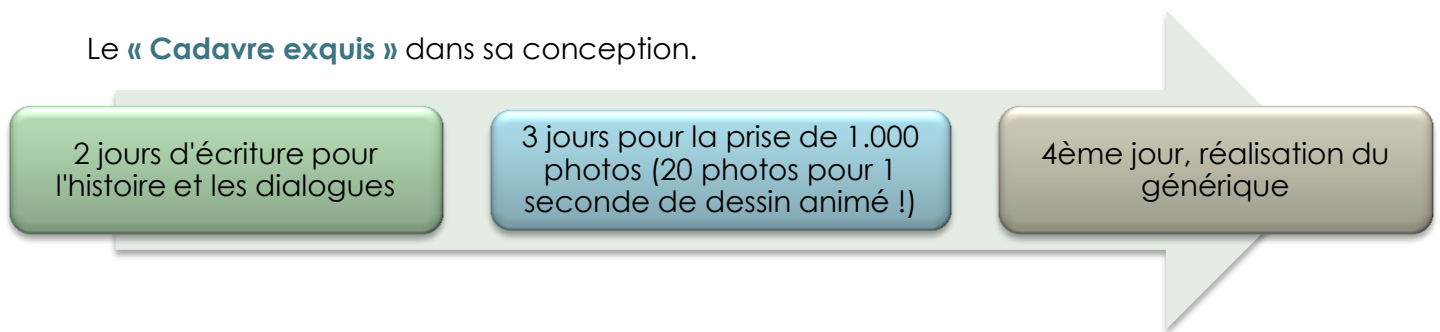 Le « Cadavre exquis » dans sa conception.
2 jours d'écriture pour
l'histoire et les dialogues
3 jours pour la prise de 1.000
photos (20 photos pour 1
seconde de dessin animé !)
4ème jour, réalisation du
générique